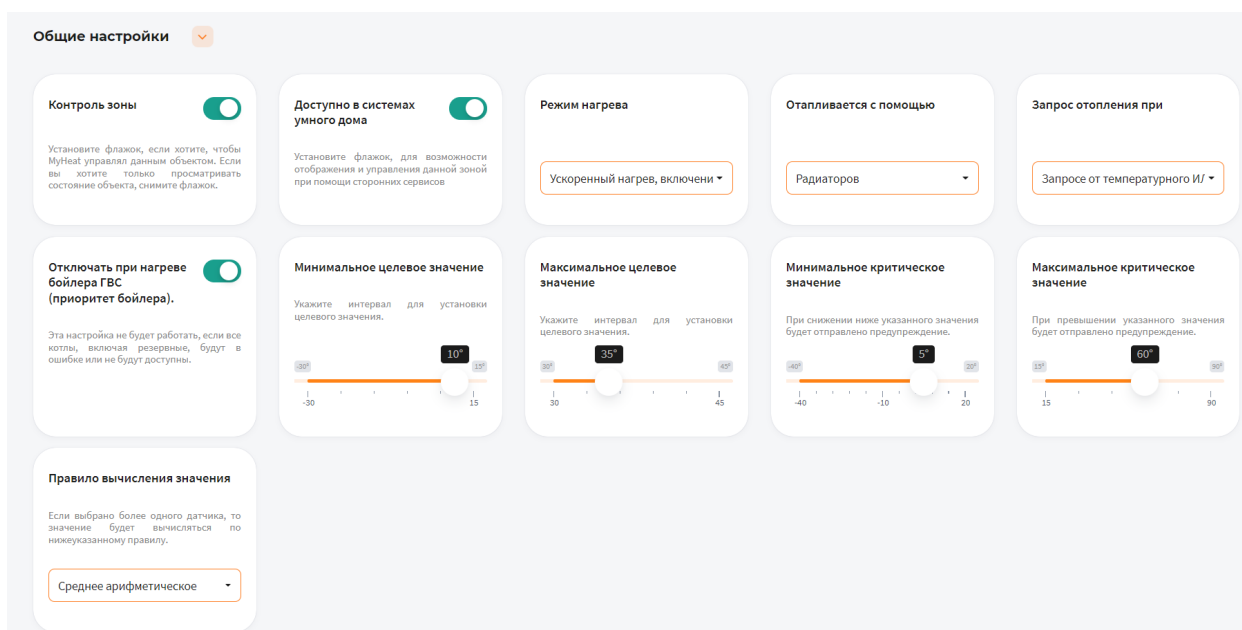 Общие настройки
Контроль зоны
Установите флажок, если хотите, чтобы
MyHeat управлял данным объектом. Если
вы хотите только просматривать
состояние объекта, снимите флажок.
Доступно в системах
умного дома
Установите флажок, для возможности
отображения и управления данной зоной
при помощи сторонних сервисов
Режим нагрева
Ускоренный нагрев, включени
Отапливается с помощью
Радиаторов
Запрос отопления при
Запросе от температурного И/
Отключать при нагреве
бойлера ГВС
(приоритет бойлера).
Эта настройка не будет работать, если все
котлы, включая резервные, будут в
ошибке или не будут доступны.
Минимальное целевое значение
Укажите интервал для установки
целевого значения.
10°
-30° 15°
-30 15
Максимальное целевое
значение
Укажите интервал для установки
целевого значения.
35°
30° 45°
30 45
Минимальное критическое
значение
При снижении ниже указанного значения
будет отправлено предупреждение.
5°
-40° 20°
-40 -10 20
Максимальное критическое
значение
При превышении указанного значения
будет отправлено предупреждение.
60°
15° 90°
15 90
Правило вычисления значения
Если выбрано более одного датчика, то
значение будет вычисляться по
нижеуказанному правилу.
Среднее арифметическое